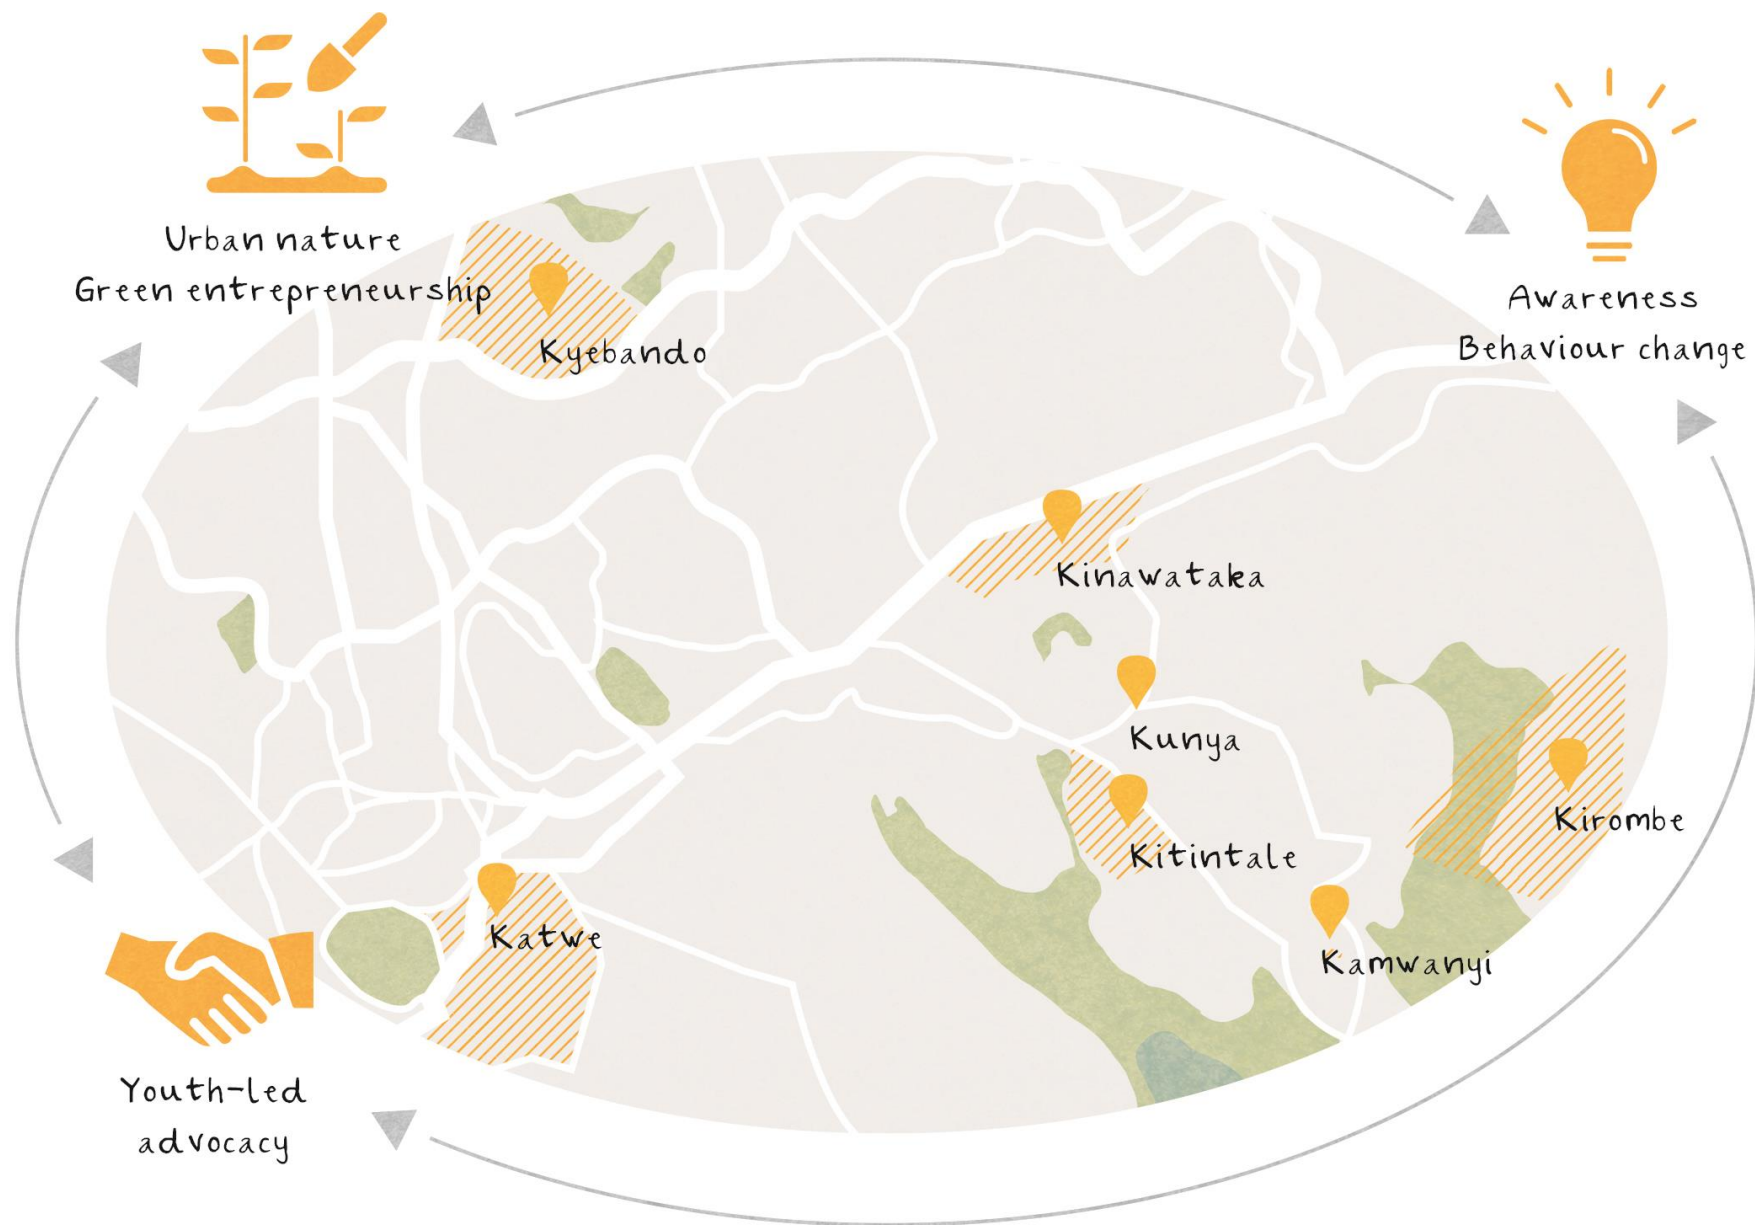 Urban nature
Green entrepreneurship
Awareness
Behaviour change
Kyebando
Kinawataka
Kunya
Kirombe
Kitintale
Katwe
Kamwanyi
Youth-led
advocacy